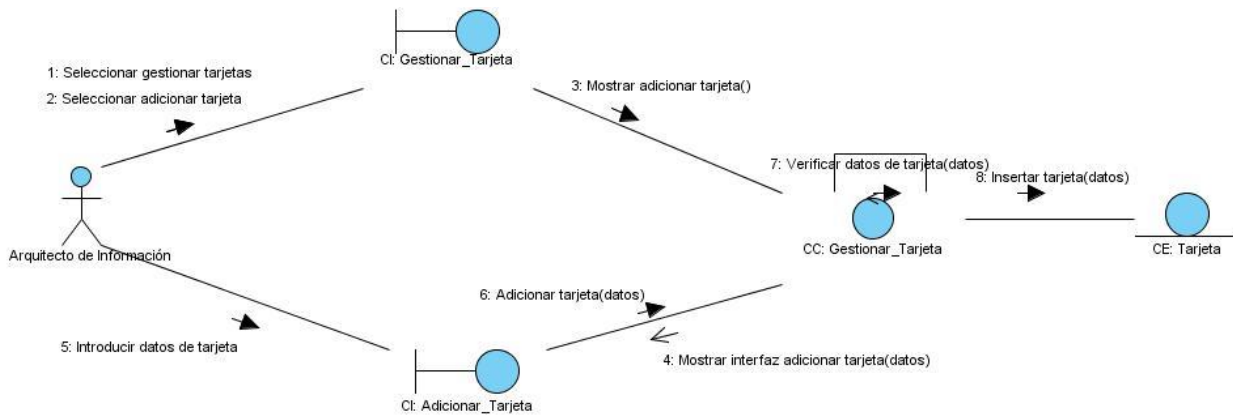 CI: Gestionar_Tarjeta
1: Seleccionar gestionar tarjetas
2: Seleccionar adicionar tarjeta
3: Mostrar adicionar tarjeta()
7: Verificar datos de tarjeta(datos)
8: Insertar tarjeta(datos)
Arquitecto de Información
CC: Gestionar_Tarjeta
CE: Tarjeta
6: Adicionar tarjeta(datos)
5: Introducir datos de tarjeta
4: Mostrar interfaz adicionar tarjeta(datos)
CI: Adicionar_Tarjeta